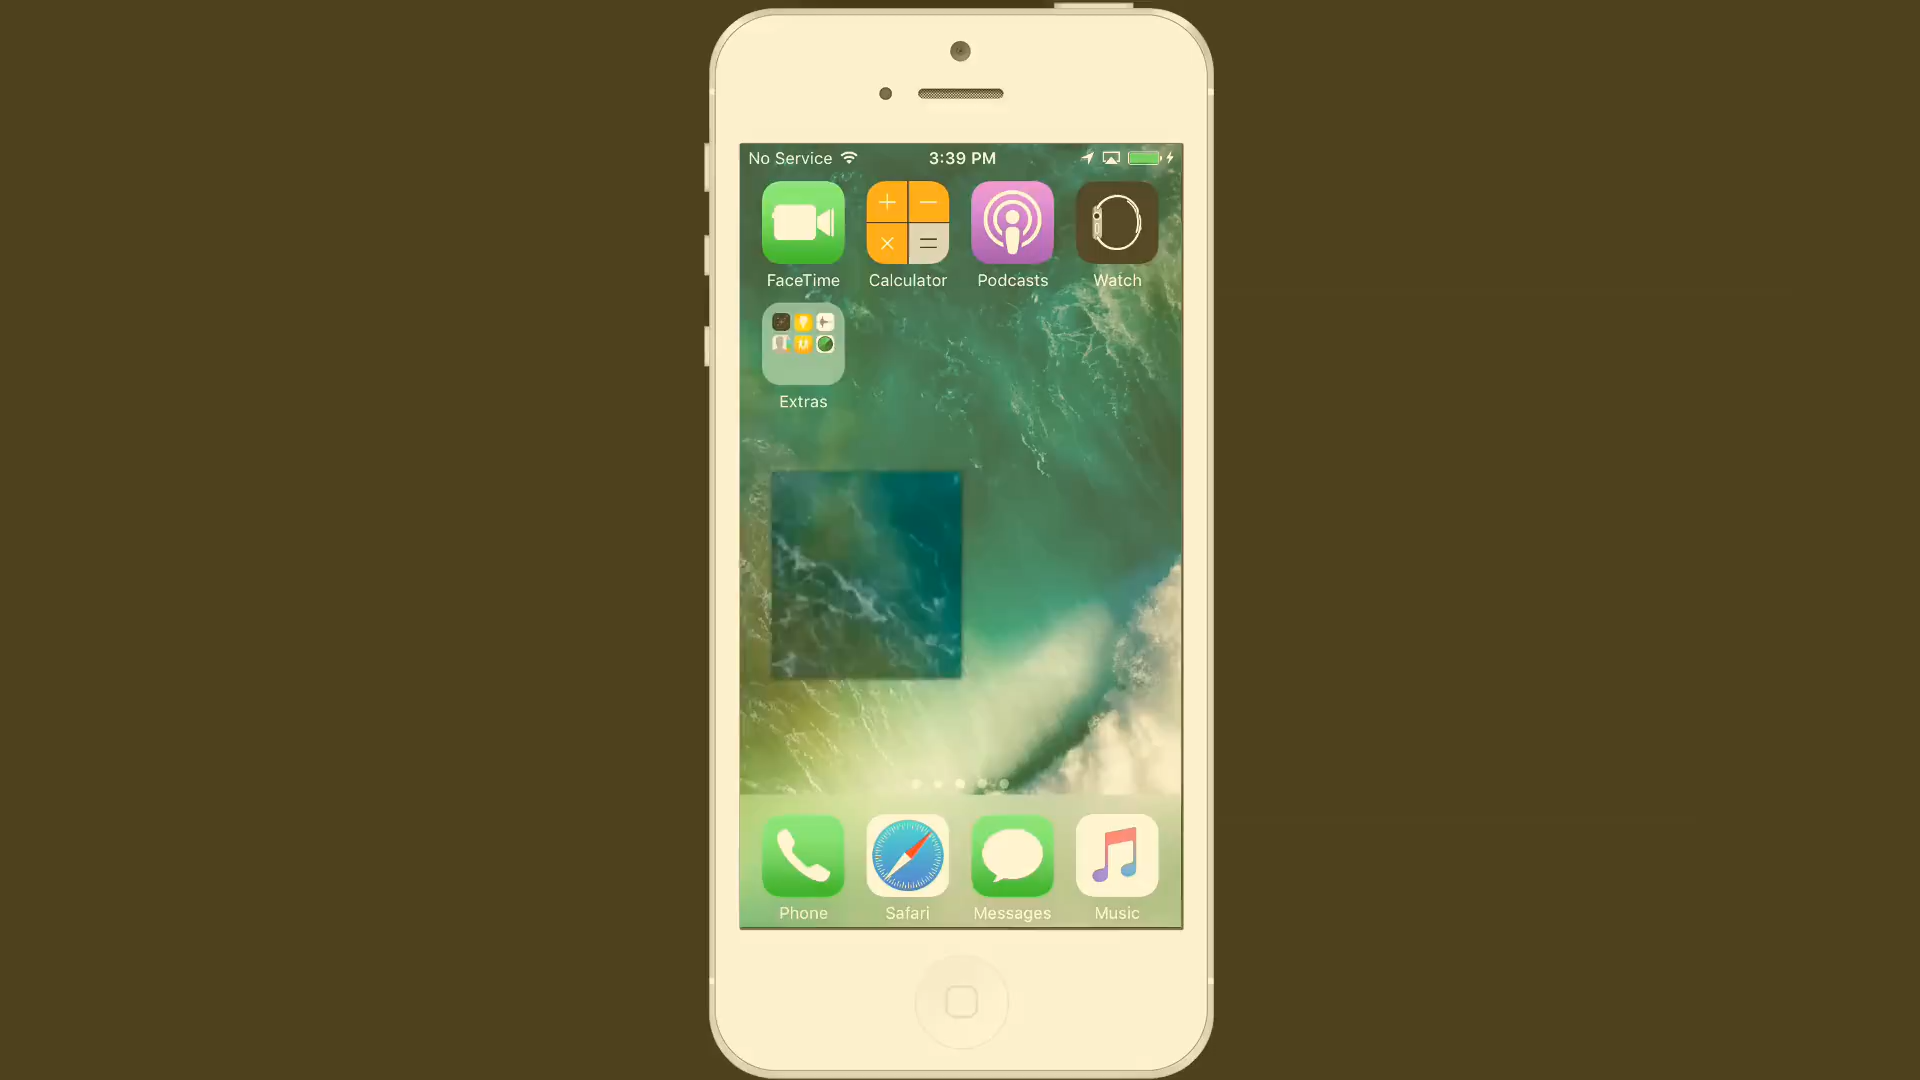 No Service 3:39 PM
FaceTime Calculator Podcasts Watch
Extras
Phone Safari Messages Music